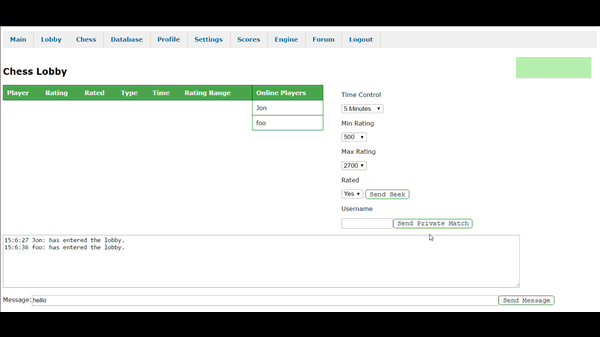 Main Lobby Chess Database Profile Settings Scores Engine Forum Logout
Chess Lobby
Player Rating Rated Type Time Rating Range Online Players
Jon
foo
Time Control
5 Minutes
Min Rating
500
Max Rating
2700
Rated
Yes Send Seek
Username
Send Private Match
15:6:27 Jon: has entered the lobby.
15:6:36 foo: has entered the lobby.
Message: hello Send Message